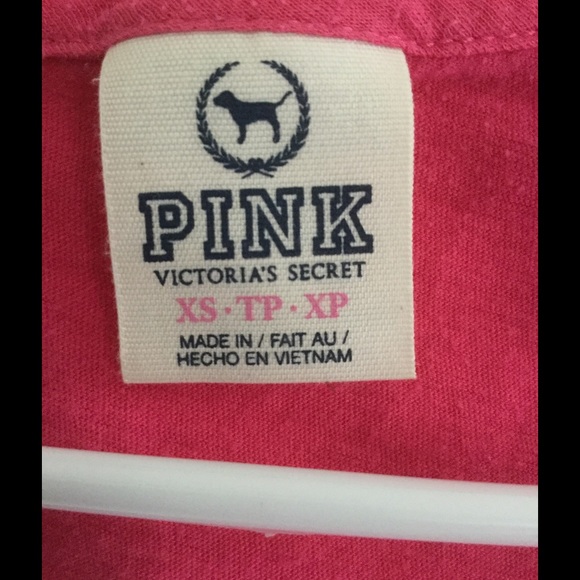 PINK
VICTORIA'S SECRET
XS · TP · XP
MADE IN / FAIT AU /
HECHO EN VIETNAM